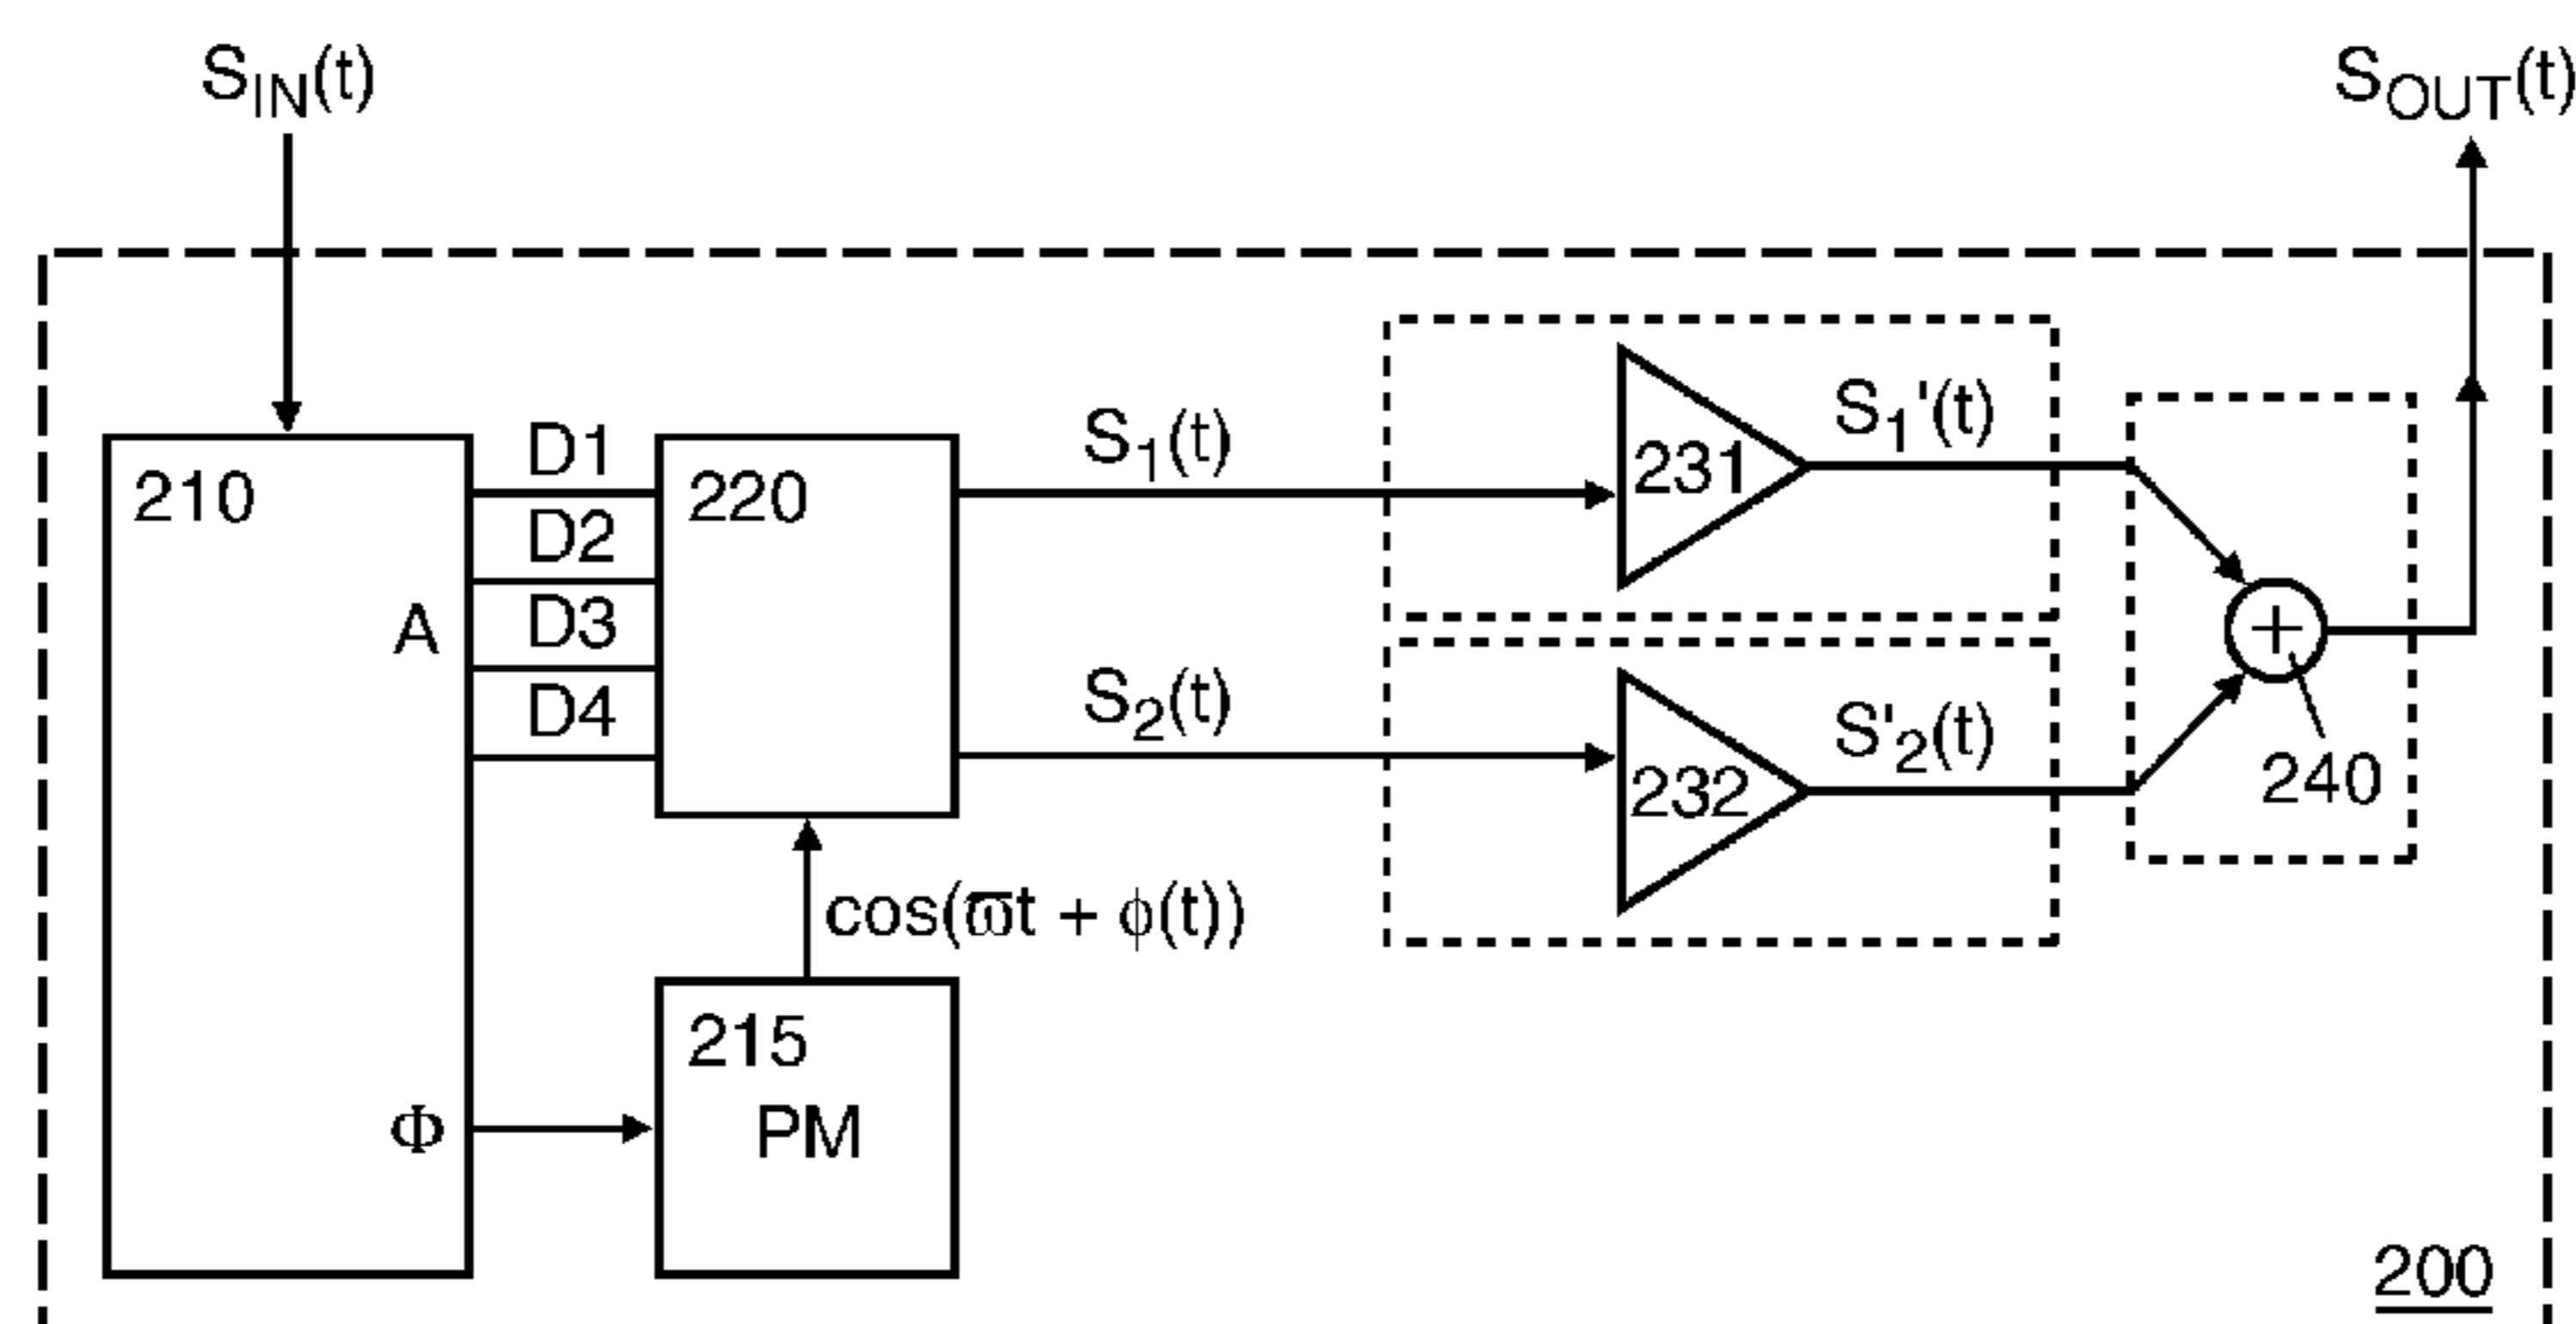 S_IN(t)
S_OUT(t)
210
A
Φ
D1
D2
D3
D4
220
S_1(t)
S_2(t)
231
S_1'(t)
232
S'_2(t)
240
cos(ϖt + ϕ(t))
215
PM
200